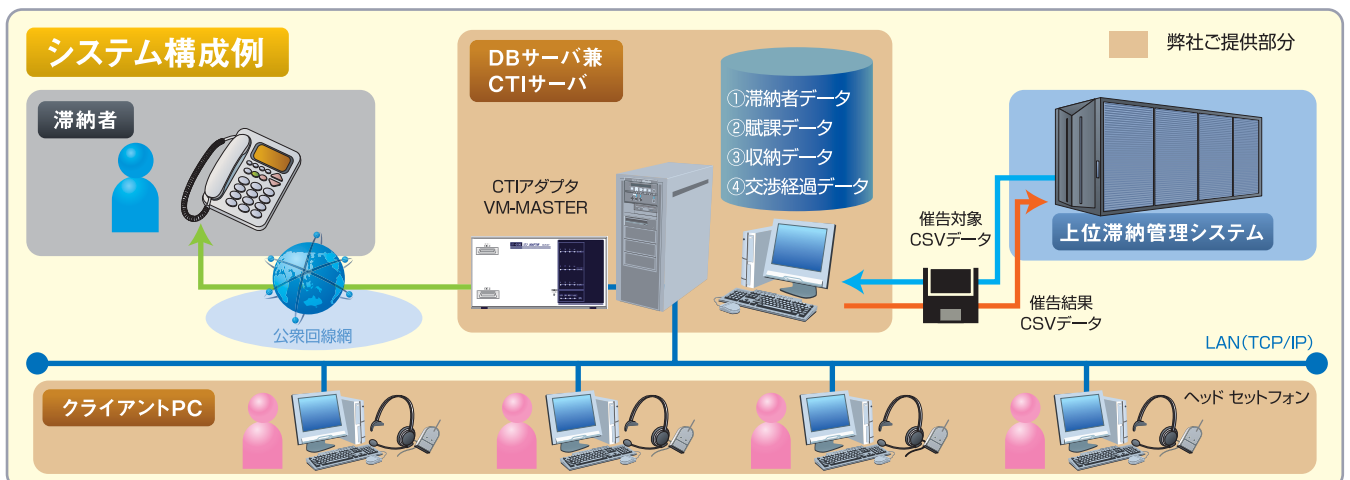 システム構成例
滞納者
公衆回線網
DBサーバ兼
CTIサーバ
CTIアダプタ
VM-MASTER
①滞納者データ
②賦課データ
③収納データ
④交渉経過データ
弊社ご提供部分
上位滞納管理システム
催告対象
CSVデータ
催告結果
CSVデータ
LAN(TCP/IP)
クライアントPC
ヘッド セットフォン